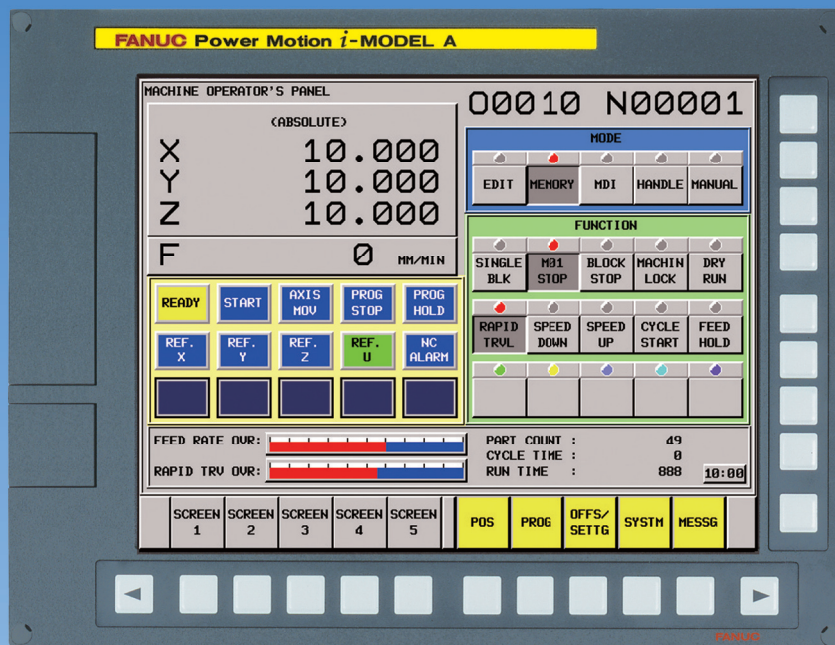 FANUC Power Motion i-MODEL A
MACHINE OPERATOR'S PANEL
O0010 N00001
(ABSOLUTE)
X 10.000
Y 10.000
Z 10.000
F 0 MM/MIN
MODE
EDIT MEMORY MDI HANDLE MANUAL
FUNCTION
SINGLE BLK M01 STOP BLOCK STOP MACHIN LOCK DRY RUN
RAPID TRVL SPEED DOWN SPEED UP CYCLE START FEED HOLD
READY START AXIS MOV PROG STOP PROG HOLD
REF. X REF. Y REF. Z REF. U NC ALARM
FEED RATE OVR:
RAPID TRV OVR:
PART COUNT : 49
CYCLE TIME : 0
RUN TIME : 888
10:00
SCREEN 1 SCREEN 2 SCREEN 3 SCREEN 4 SCREEN 5 POS PROG OFFS/ SETTG SYSTM MESSG
FANUC